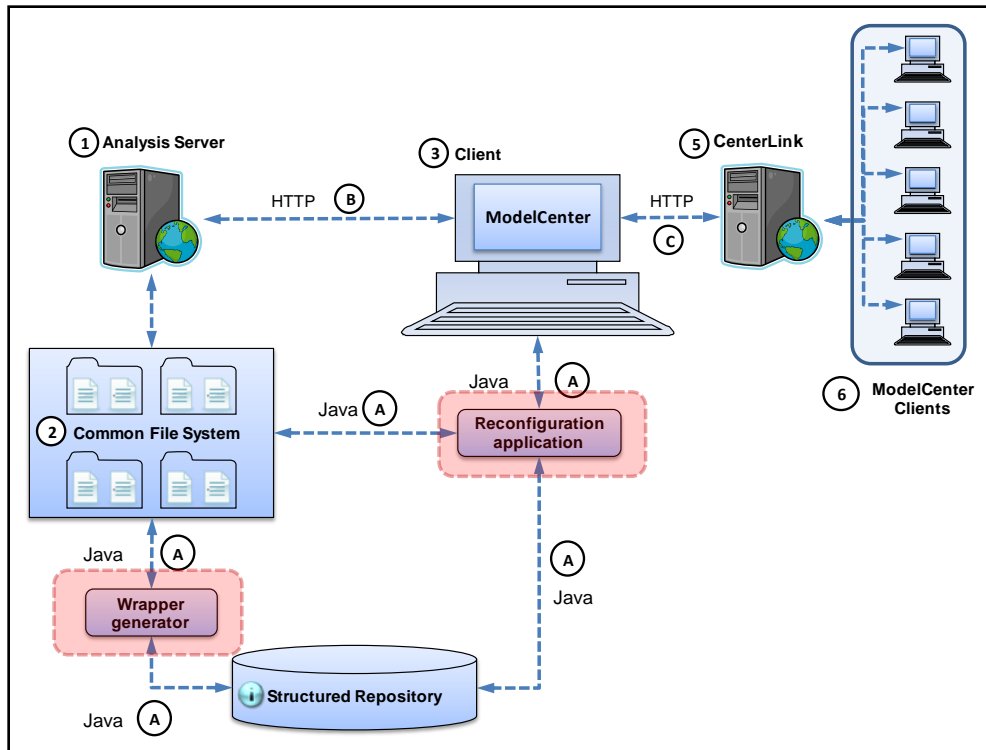 1 Analysis Server
3 Client
5 CenterLink
HTTP B
ModelCenter
HTTP
C
Java A
Java A
2 Common File System
Reconfiguration
application
6 ModelCenter
Clients
Java A
A
Java
Wrapper
generator
i Structured Repository
Java A